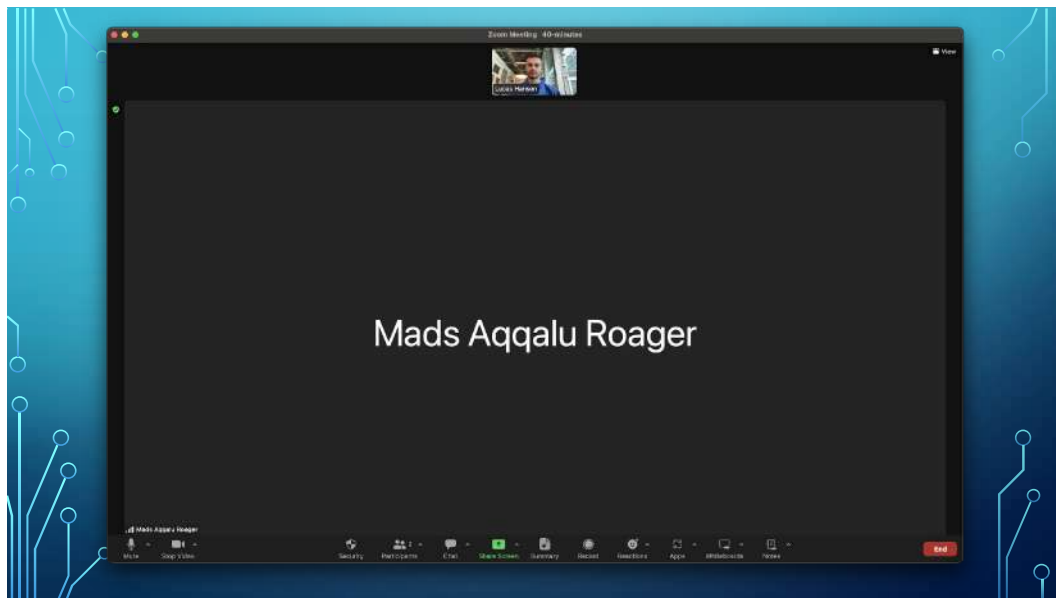 Zoom Meeting 40-minutes
View
Lucas Hansen
Mads Aqqalu Roager
Mads Aqqalu Roager
Mute
Stop Video
Security
Participants
2
Chat
Share Screen
Summary
Record
Reactions
Apps
Whiteboards
Notes
End